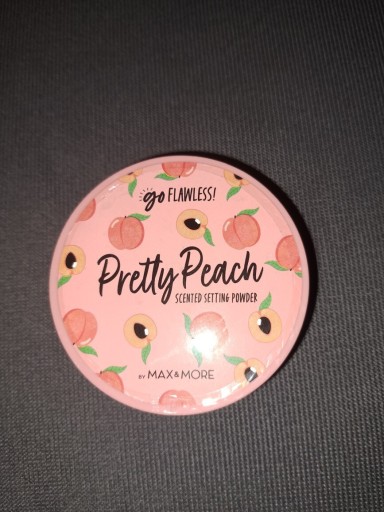 go FLAWLESS!
Pretty Peach
SCENTED SETTING POWDER
BY MAX & MORE